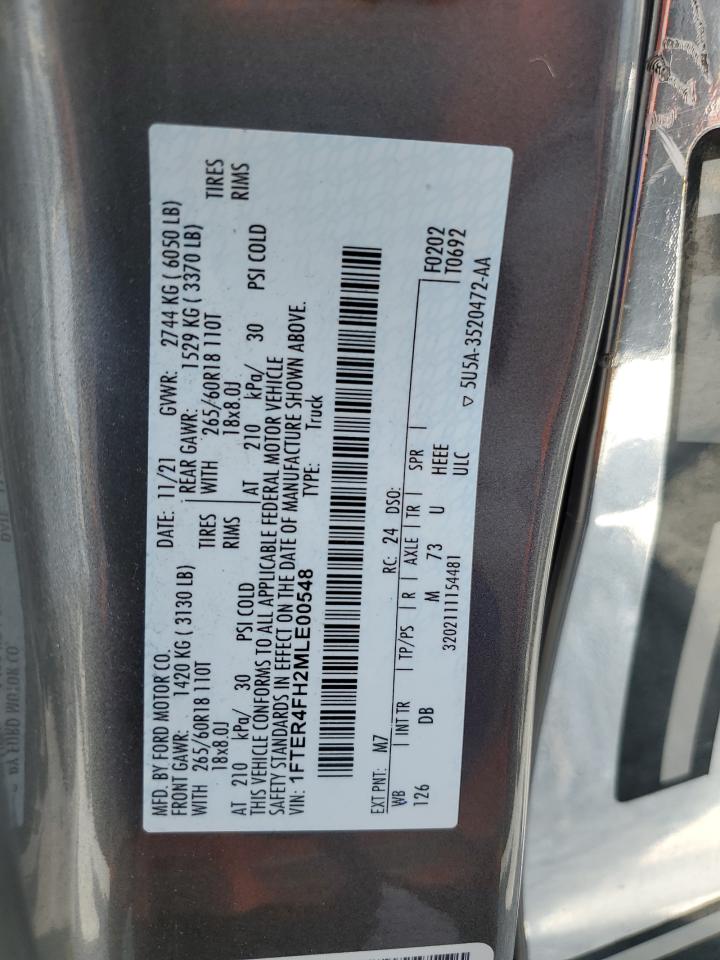 MFD. BY FORD MOTOR CO. DATE: 11/21 GVWR: 2744 KG ( 6050 LB)
FRONT GAWR: 1420 KG ( 3130 LB) REAR GAWR: 1529 KG ( 3370 LB)
WITH 265/60R18 110T TIRES WITH 265/60R18 110T TIRES
18x8.0J RIMS 18x8.0J RIMS
AT 210 kPa/ 30 PSI COLD AT 210 kPa/ 30 PSI COLD
THIS VEHICLE CONFORMS TO ALL APPLICABLE FEDERAL MOTOR VEHICLE
SAFETY STANDARDS IN EFFECT ON THE DATE OF MANUFACTURE SHOWN ABOVE.
VIN: 1FTER4FH2MLE00548 TYPE: Truck
EXT PNT: M7 RC: 24 DSO: F0202
WB INT TR TP/PS R AXLE TR SPR T0692
126 DB M 73 U HEEE
32021111154481 ULC
▽ 5U5A-3520472-AA